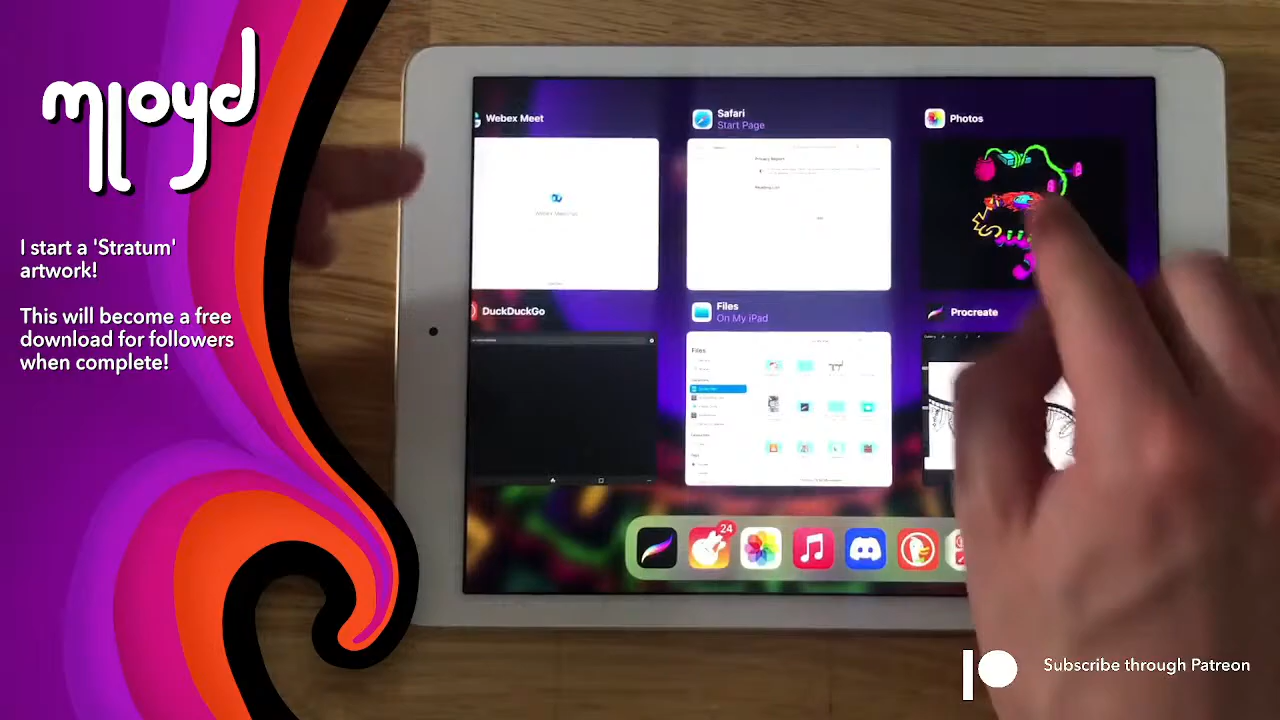 mloyd
I start a 'Stratum'
artwork!
This will become a free
download for followers
when complete!
Webex Meet
Safari
Start Page
Photos
DuckDuckGo
Files
On My iPad
Procreate
Files
24
Subscribe through Patreon